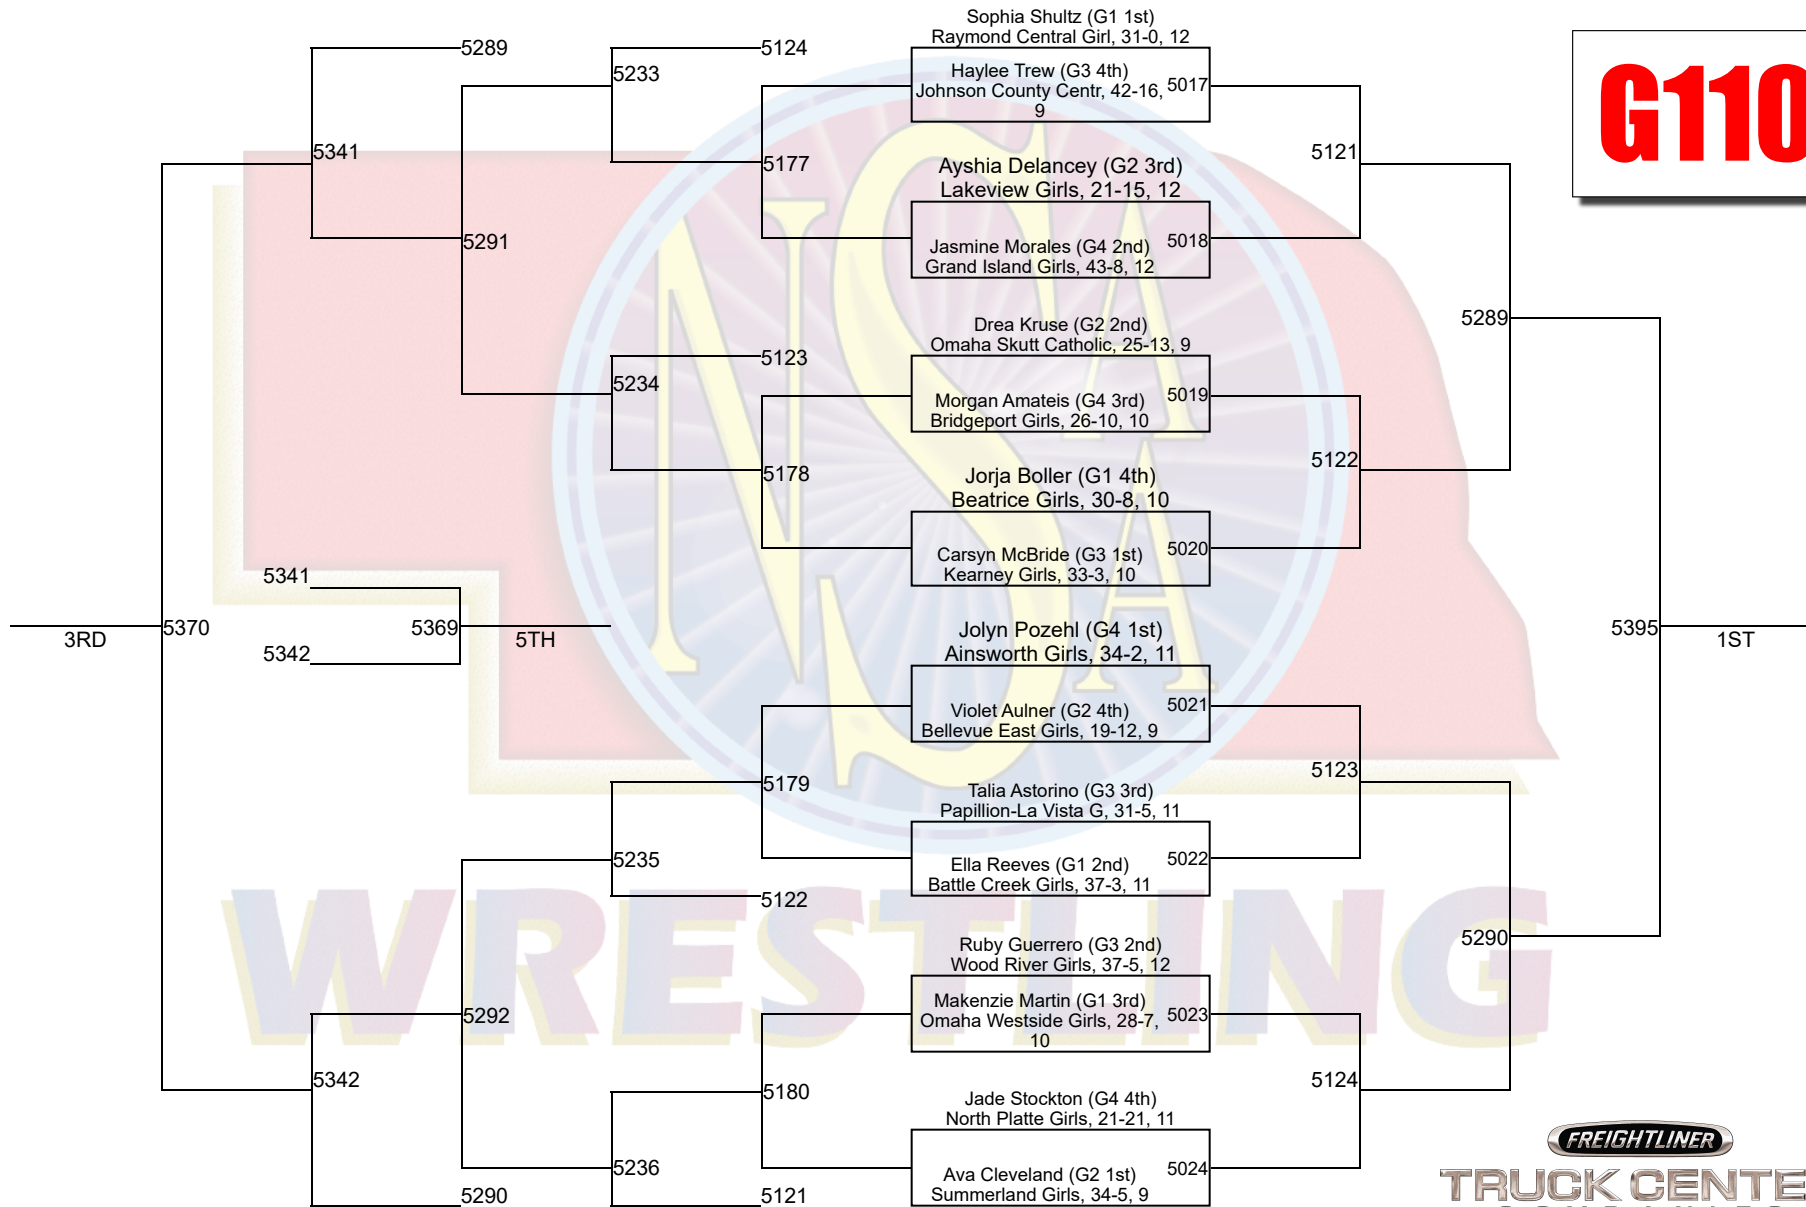 G110
Sophia Shultz (G1 1st)
Raymond Central Girl, 31-0, 12
Haylee Trew (G3 4th)
Johnson County Centr, 42-16,
9
5017
Ayshia Delancey (G2 3rd)
Lakeview Girls, 21-15, 12
Jasmine Morales (G4 2nd)
Grand Island Girls, 43-8, 12
5018
Drea Kruse (G2 2nd)
Omaha Skutt Catholic, 25-13, 9
Morgan Amateis (G4 3rd)
Bridgeport Girls, 26-10, 10
5019
Jorja Boller (G1 4th)
Beatrice Girls, 30-8, 10
Carsyn McBride (G3 1st)
Kearney Girls, 33-3, 10
5020
Jolyn Pozehl (G4 1st)
Ainsworth Girls, 34-2, 11
Violet Aulner (G2 4th)
Bellevue East Girls, 19-12, 9
5021
Talia Astorino (G3 3rd)
Papillion-La Vista G, 31-5, 11
Ella Reeves (G1 2nd)
Battle Creek Girls, 37-3, 11
5022
Ruby Guerrero (G3 2nd)
Wood River Girls, 37-5, 12
Makenzie Martin (G1 3rd)
Omaha Westside Girls, 28-7,
10
5023
Jade Stockton (G4 4th)
North Platte Girls, 21-21, 11
Ava Cleveland (G2 1st)
Summerland Girls, 34-5, 9
5024
5121
5122
5123
5124
5289
5290
5395
1ST
5124
5177
5123
5178
5179
5122
5180
5121
5233
5234
5235
5236
5289
5291
5292
5290
5341
5342
5341
5342
5369
5TH
5370
3RD
NSAA
WRESTLING
FREIGHTLINER
TRUCK CENTE